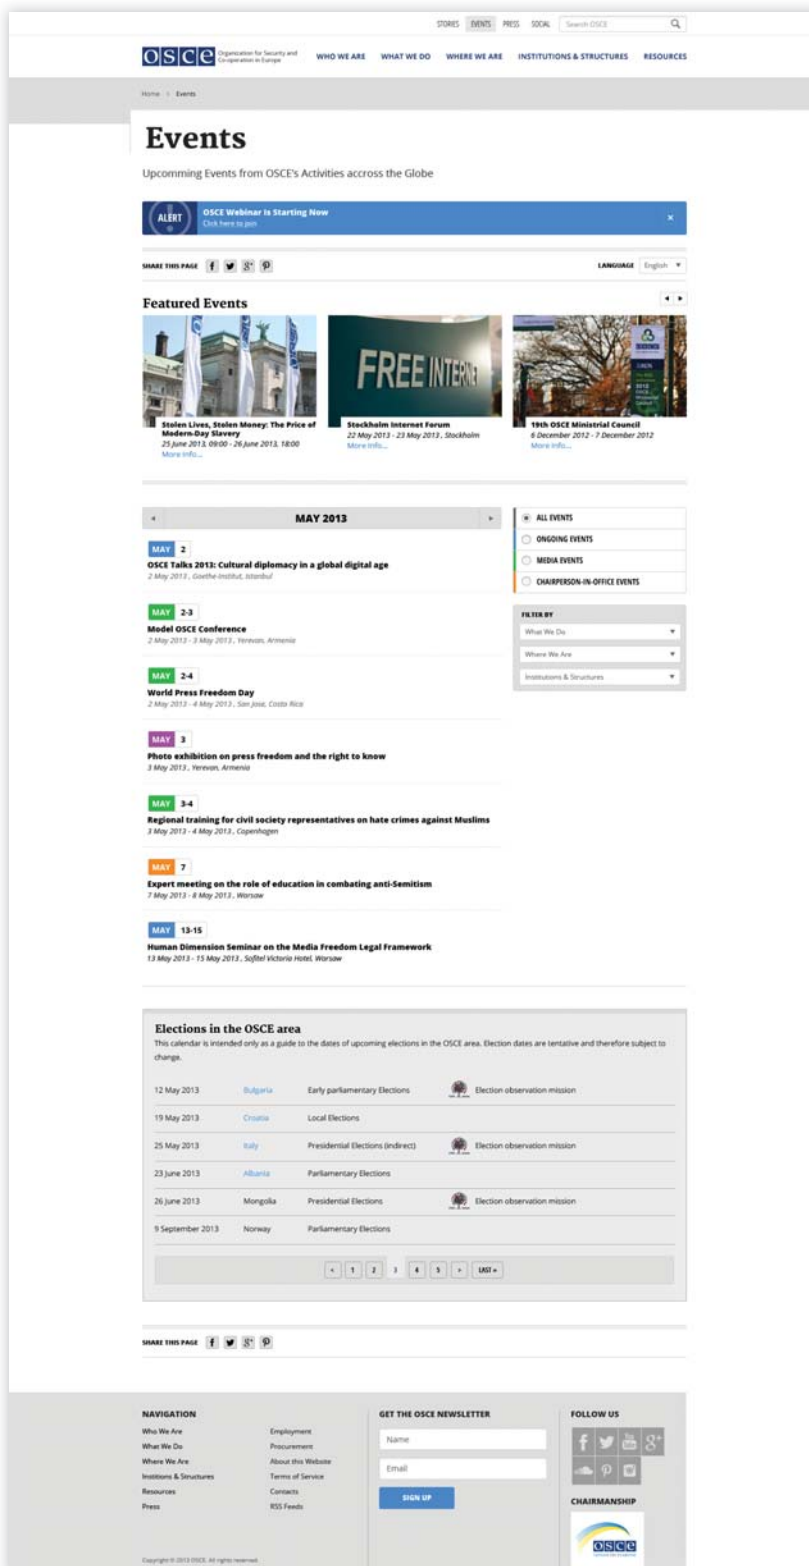 STORIES EVENTS PRESS SOCIAL Search OSCE
OSCE Organization for Security and Co-operation in Europe
WHO WE ARE WHAT WE DO WHERE WE ARE INSTITUTIONS & STRUCTURES RESOURCES
Home Events
Events
Upcomming Events from OSCE's Activities accross the Globe
ALERT
OSCE Webinar Is Starting Now
Click here to join
SHARE THIS PAGE
LANGUAGE English
Featured Events
FREE INTERNET
Stolen Lives, Stolen Money: The Price of
Modern-Day Slavery
25 June 2013, 09:00 - 26 June 2013, 18:00
More Info...
Stockholm Internet Forum
22 May 2013 - 23 May 2013 , Stockholm
More Info...
19th OSCE Ministrial Council
6 December 2012 - 7 December 2012
More Info...
MAY 2013
MAY 2
OSCE Talks 2013: Cultural diplomacy in a global digital age
2 May 2013 , Goethe-Institut, Istanbul
MAY 2-3
Model OSCE Conference
2 May 2013 - 3 May 2013 , Yerevan, Armenia
MAY 2-4
World Press Freedom Day
2 May 2013 - 4 May 2013 , San Jose, Costa Rica
MAY 3
Photo exhibition on press freedom and the right to know
3 May 2013 , Yerevan, Armenia
MAY 3-4
Regional training for civil society representatives on hate crimes against Muslims
3 May 2013 - 4 May 2013 , Copenhagen
MAY 7
Expert meeting on the role of education in combating anti-Semitism
7 May 2013 - 8 May 2013 , Warsaw
MAY 13-15
Human Dimension Seminar on the Media Freedom Legal Framework
13 May 2013 - 15 May 2013 , Sofitel Victoria Hotel, Warsaw
ALL EVENTS
ONGOING EVENTS
MEDIA EVENTS
CHAIRPERSON-IN-OFFICE EVENTS
FILTER BY
What We Do
Where We Are
Institutions & Structures
Elections in the OSCE area
This calendar is intended only as a guide to the dates of upcoming elections in the OSCE area. Election dates are tentative and therefore subject to
change.
12 May 2013 Bulgaria Early parliamentary Elections Election observation mission
19 May 2013 Croatia Local Elections
25 May 2013 Italy Presidential Elections (indirect) Election observation mission
23 June 2013 Albania Parliamentary Elections
26 June 2013 Mongolia Presidential Elections Election observation mission
9 September 2013 Norway Parliamentary Elections
< 1 2 3 4 5 > LAST »
SHARE THIS PAGE
NAVIGATION
Who We Are
What We Do
Where We Are
Institions & Structures
Resources
Press
Employment
Procurement
About this Website
Terms of Service
Contacts
RSS Feeds
Copyright © 2013 OSCE. All rights reserved.
GET THE OSCE NEWSLETTER
Name
Email
SIGN UP
FOLLOW US
CHAIRMANSHIP
osce